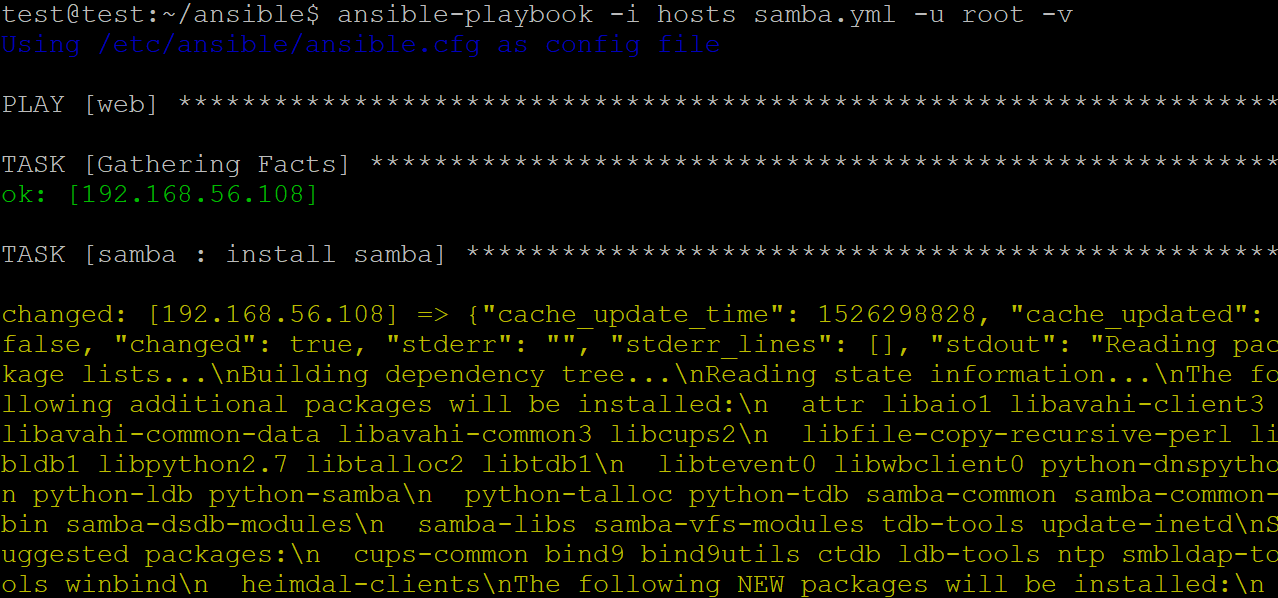 test@test:~/ansible$ ansible-playbook -i hosts samba.yml -u root -v
Using /etc/ansible/ansible.cfg as config file
PLAY [web] *********************************************************************
TASK [Gathering Facts] *********************************************************
ok: [192.168.56.108]
TASK [samba : install samba] ***************************************************
changed: [192.168.56.108] => {"cache_update_time": 1526298828, "cache_updated":
false, "changed": true, "stderr": "", "stderr_lines": [], "stdout": "Reading pac
kage lists...\nBuilding dependency tree...\nReading state information...\nThe fo
llowing additional packages will be installed:\n  attr libaio1 libavahi-client3
libavahi-common-data libavahi-common3 libcups2\n  libfile-copy-recursive-perl li
bldb1 libpython2.7 libtalloc2 libtdb1\n  libtevent0 libwbclient0 python-dnspytho
n python-ldb python-samba\n  python-talloc python-tdb samba-common samba-common-
bin samba-dsdb-modules\n  samba-libs samba-vfs-modules tdb-tools update-inetd\nS
uggested packages:\n  cups-common bind9 bind9utils ctdb ldb-tools ntp smbldap-to
ols winbind\n  heimdal-clients\nThe following NEW packages will be installed:\n